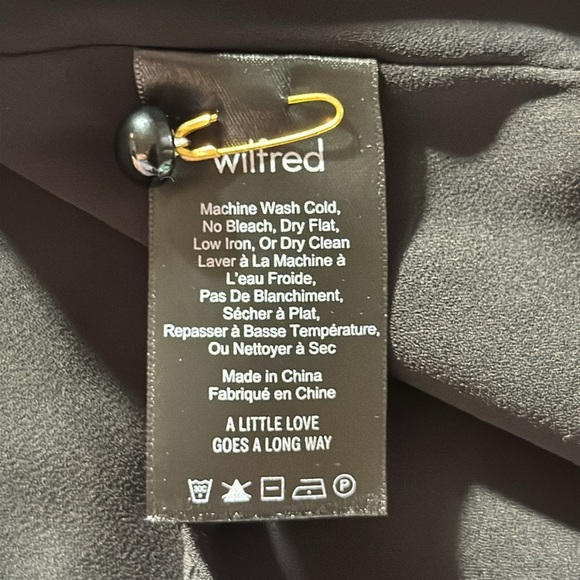 wilfred
Machine Wash Cold,
No Bleach, Dry Flat,
Low Iron, Or Dry Clean
Laver à La Machine à
L'eau Froide,
Pas De Blanchiment,
Sécher à Plat,
Repasser à Basse Température,
Ou Nettoyer à Sec
Made in China
Fabriqué en Chine
A LITTLE LOVE
GOES A LONG WAY
30C P